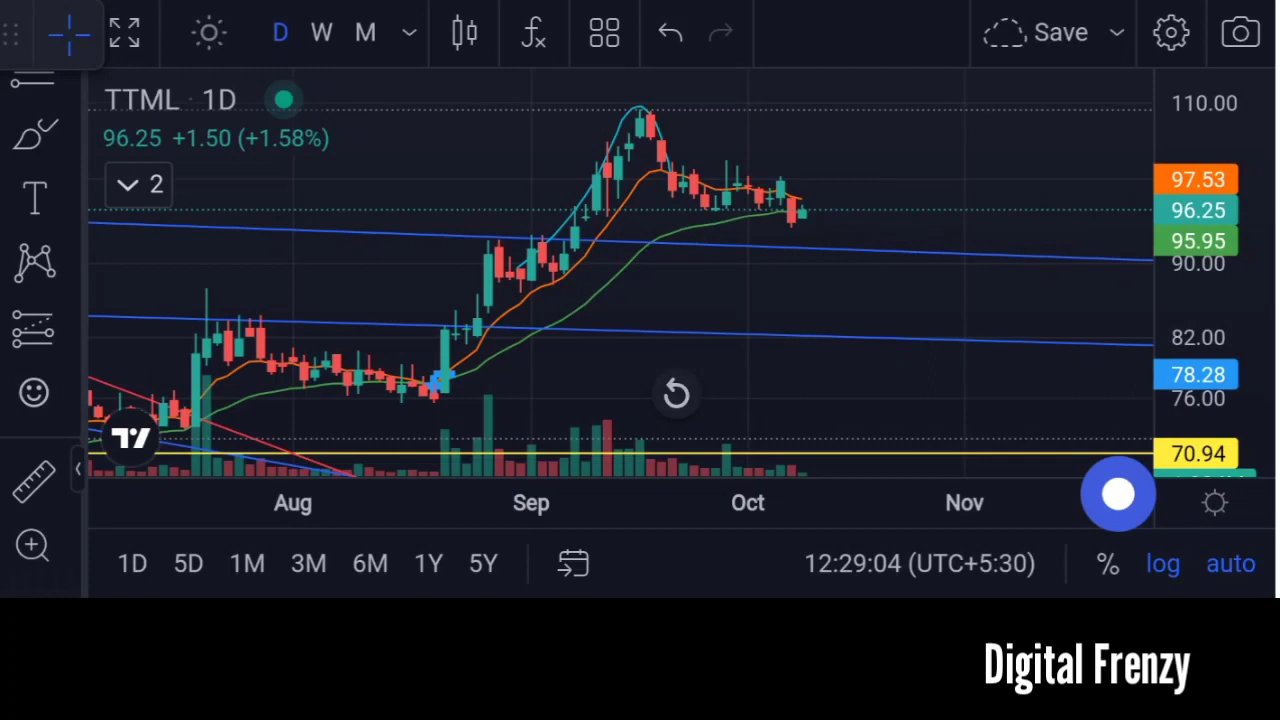 D W M
Save
TTML · 1D
96.25 +1.50 (+1.58%)
2
110.00
97.53
96.25
95.95
90.00
82.00
78.28
76.00
70.94
Aug Sep Oct Nov
1D 5D 1M 3M 6M 1Y 5Y
12:29:04 (UTC+5:30) % log auto
Digital Frenzy